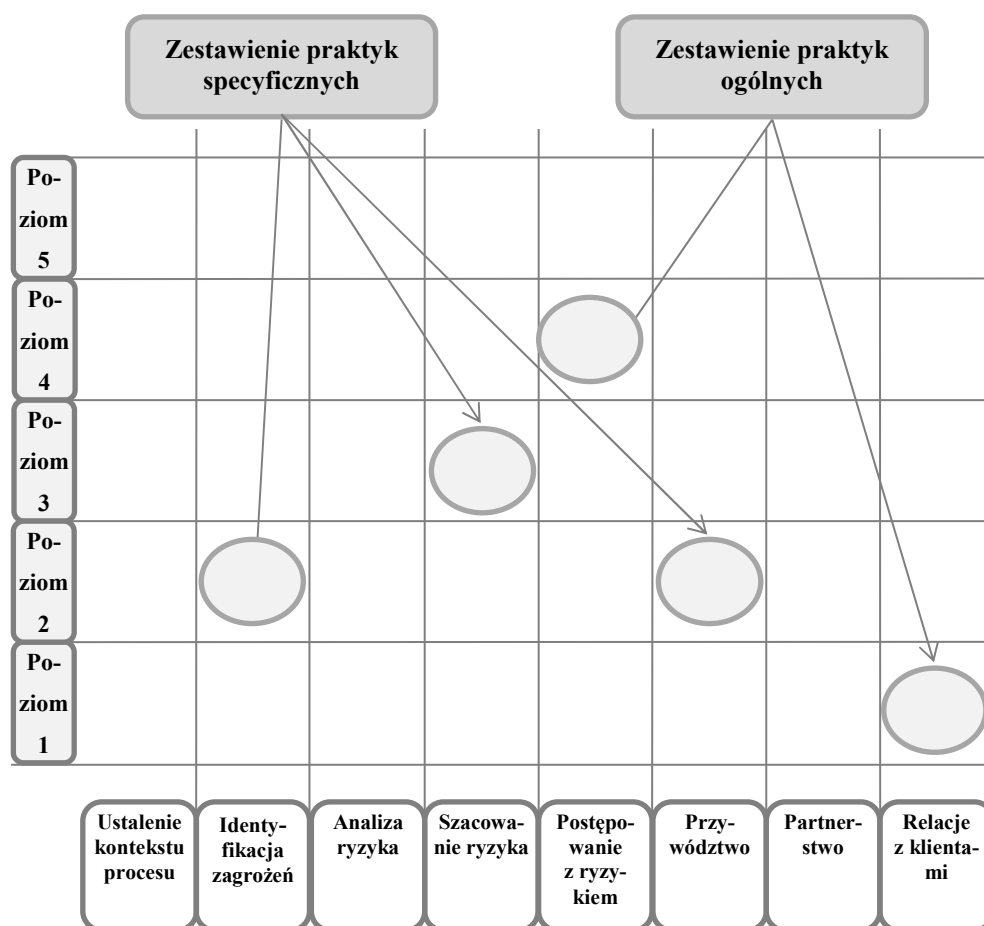 Zestawienie praktyk
specyficznych
Zestawienie praktyk
ogólnych
Po-
ziom
5
Po-
ziom
4
Po-
ziom
3
Po-
ziom
2
Po-
ziom
1
Ustalenie
kontekstu
procesu
Identy-
fikacja
zagrożeń
Analiza
ryzyka
Szacowa-
nie ryzyka
Postępo-
wanie
z ryzy-
kiem
Przy-
wództwo
Partner-
stwo
Relacje
z klienta-
mi